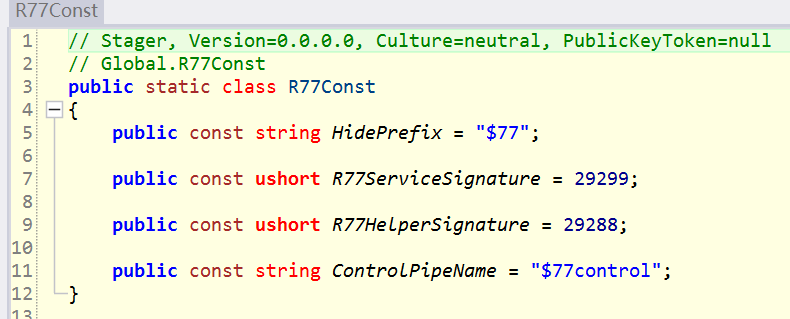 R77Const
1 // Stager, Version=0.0.0.0, Culture=neutral, PublicKeyToken=null
2 // Global.R77Const
3 public static class R77Const
4 {
5 public const string HidePrefix = "$77";
6
7 public const ushort R77ServiceSignature = 29299;
8
9 public const ushort R77HelperSignature = 29288;
10
11 public const string ControlPipeName = "$77control";
12 }
13